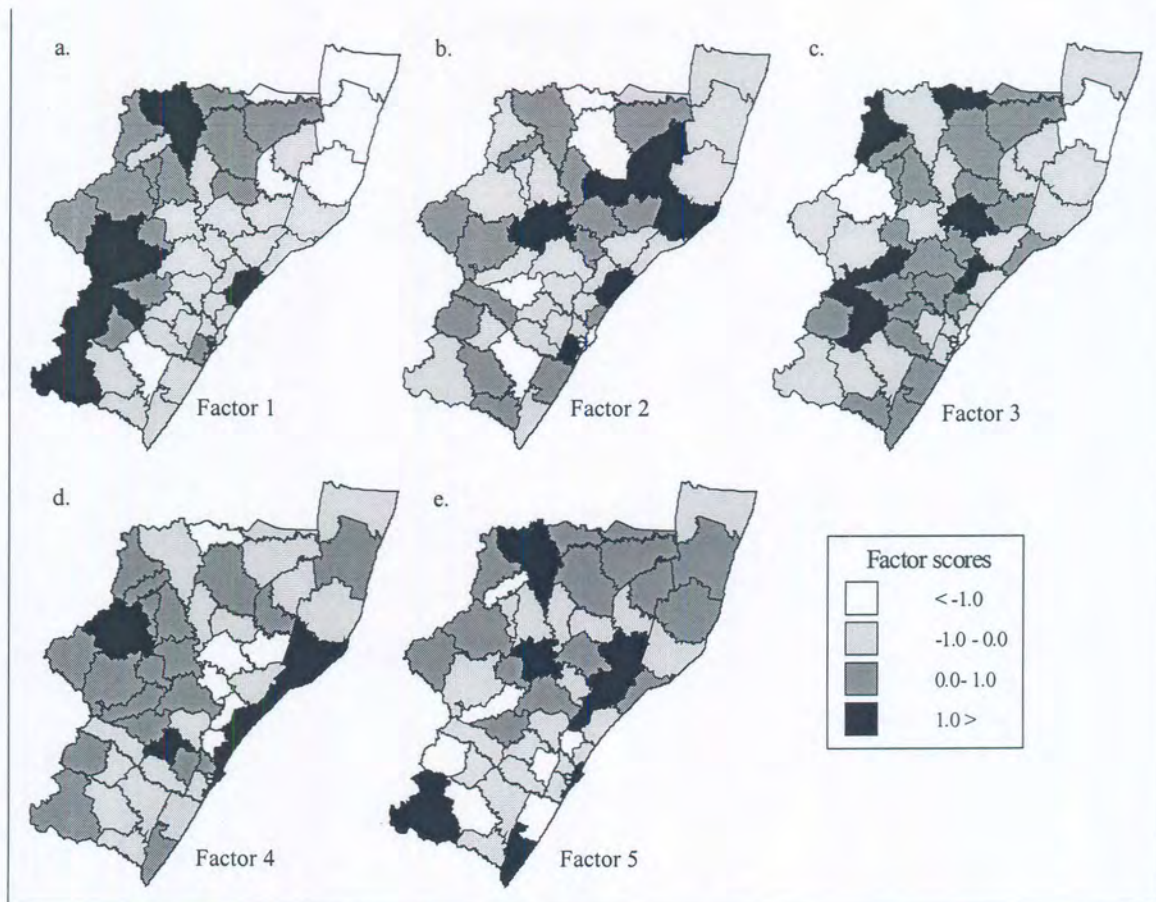 a.
b.
c.
Factor 1
Factor 2
Factor 3
d.
e.
Factor scores
< -1.0
-1.0 - 0.0
0.0- 1.0
1.0 >
Factor 4
Factor 5